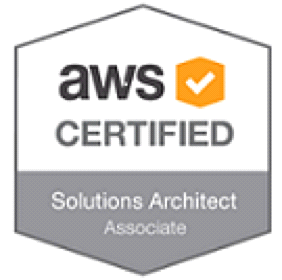 aws
CERTIFIED
Solutions Architect
Associate